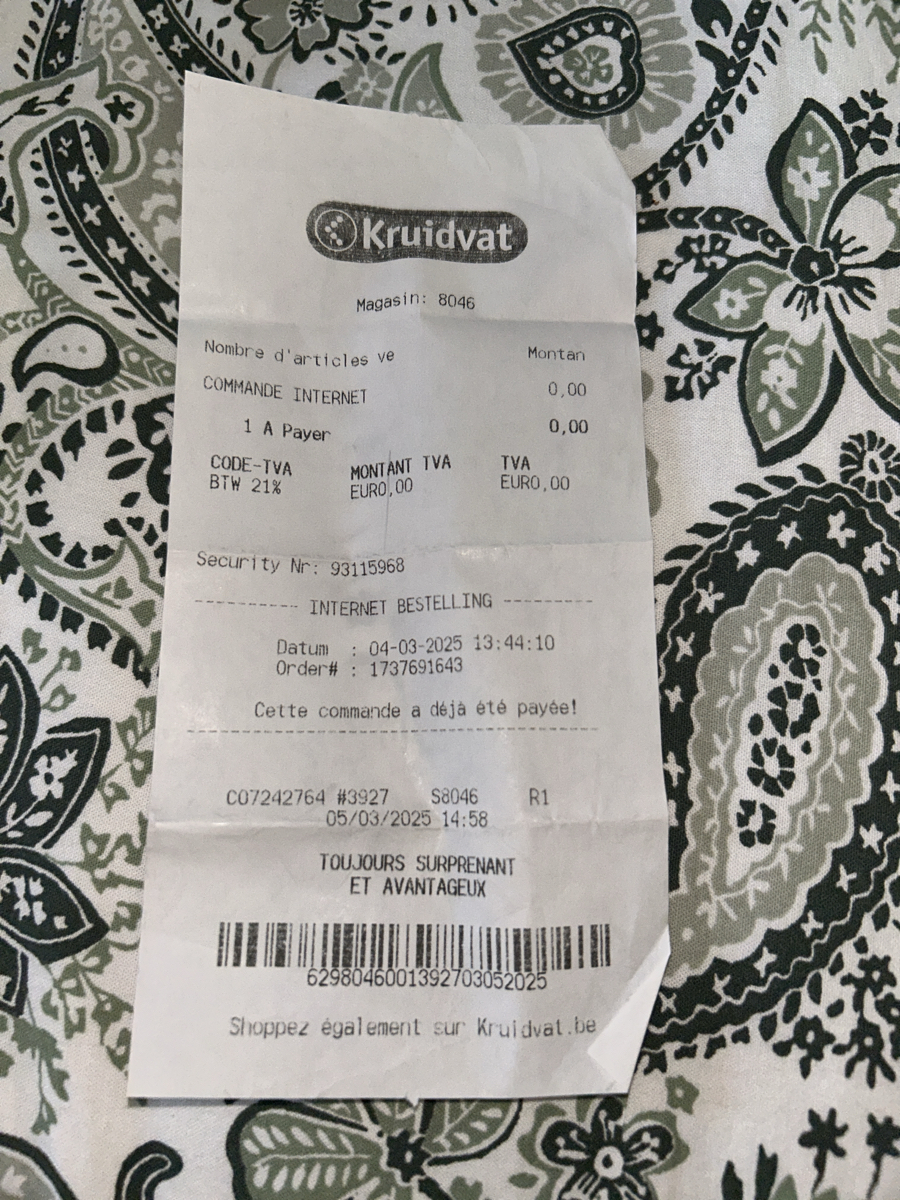 Kruidvat
Magasin: 8046
Nombre d'articles ve Montan
COMMANDE INTERNET 0,00
1 A Payer 0,00
CODE-TVA MONTANT TVA TVA
BTW 21% EURO,00 EURO,00
Security Nr: 93115968
---------- INTERNET BESTELLING ---------
Datum : 04-03-2025 13:44:10
Order# : 1737691643
Cette commande a déjà été payée!
C07242764 #3927 S8046 R1
05/03/2025 14:58
TOUJOURS SURPRENANT
ET AVANTAGEUX
6298046001392703052025
Shoppez également sur Kruidvat.be